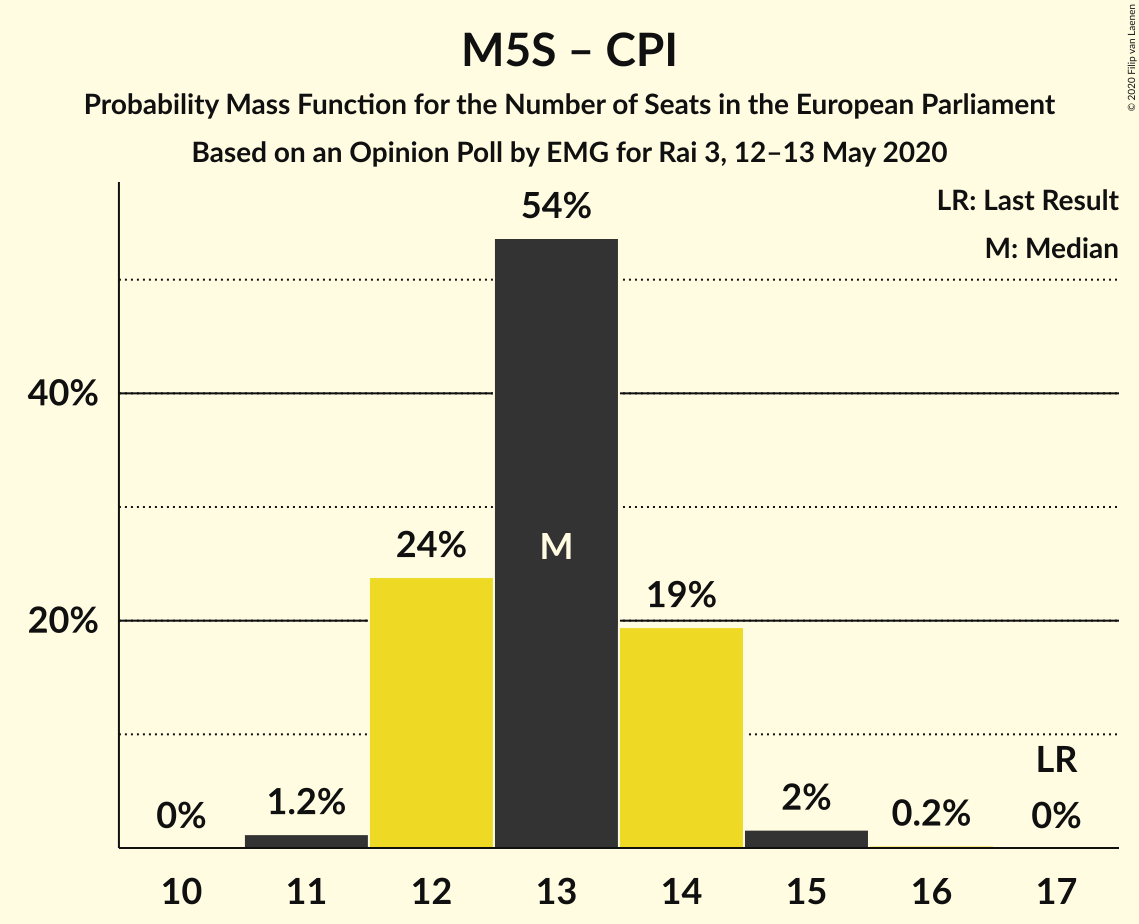 M5S – CPI
Probability Mass Function for the Number of Seats in the European Parliament
Based on an Opinion Poll by EMG for Rai 3, 12–13 May 2020
© 2020 Filip van Laenen
LR: Last Result
M: Median
54%
40%
24%
M
19%
20%
LR
0%
1.2%
2%
0.2%
0%
10 11 12 13 14 15 16 17